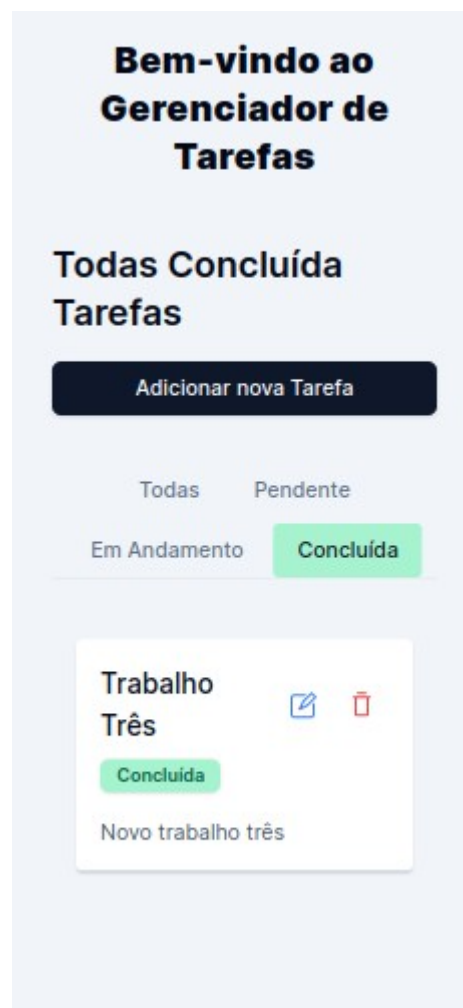 Bem-vindo ao
Gerenciador de
Tarefas
Todas Concluída
Tarefas
Adicionar nova Tarefa
Todas Pendente
Em Andamento Concluída
Trabalho
Três
Concluída
Novo trabalho três